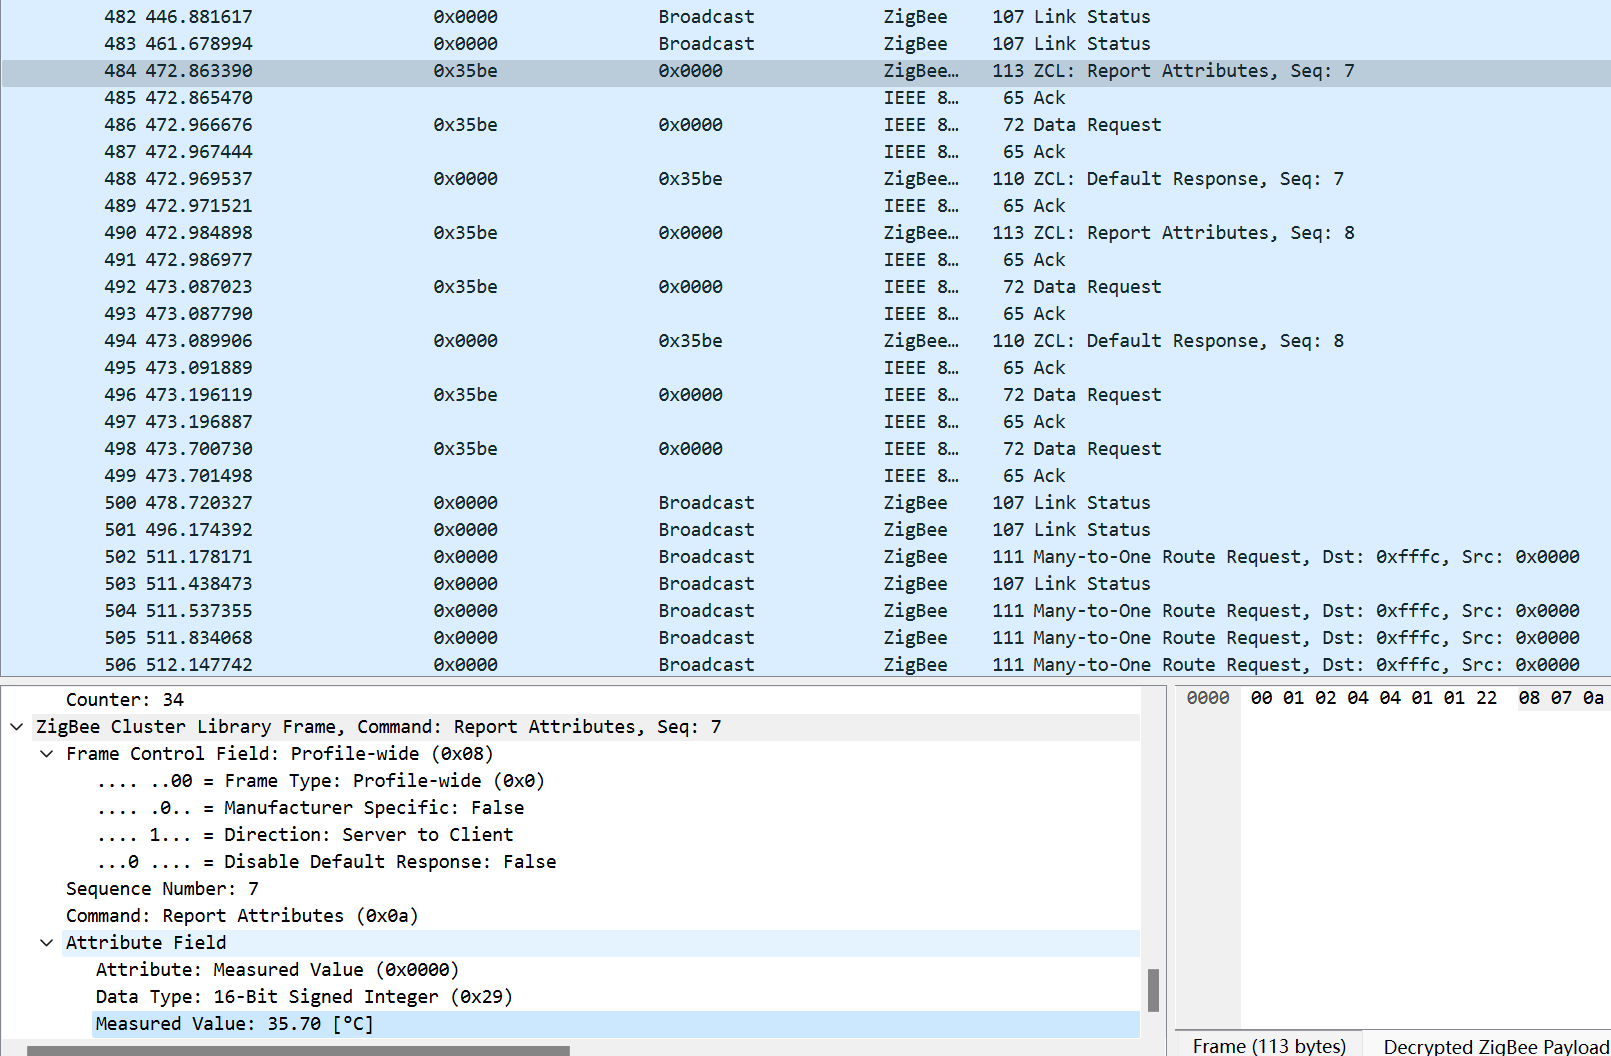 482 446.881617 0x0000 Broadcast ZigBee 107 Link Status
483 461.678994 0x0000 Broadcast ZigBee 107 Link Status
484 472.863390 0x35be 0x0000 ZigBee… 113 ZCL: Report Attributes, Seq: 7
485 472.865470 IEEE 8… 65 Ack
486 472.966676 0x35be 0x0000 IEEE 8… 72 Data Request
487 472.967444 IEEE 8… 65 Ack
488 472.969537 0x0000 0x35be ZigBee… 110 ZCL: Default Response, Seq: 7
489 472.971521 IEEE 8… 65 Ack
490 472.984898 0x35be 0x0000 ZigBee… 113 ZCL: Report Attributes, Seq: 8
491 472.986977 IEEE 8… 65 Ack
492 473.087023 0x35be 0x0000 IEEE 8… 72 Data Request
493 473.087790 IEEE 8… 65 Ack
494 473.089906 0x0000 0x35be ZigBee… 110 ZCL: Default Response, Seq: 8
495 473.091889 IEEE 8… 65 Ack
496 473.196119 0x35be 0x0000 IEEE 8… 72 Data Request
497 473.196887 IEEE 8… 65 Ack
498 473.700730 0x35be 0x0000 IEEE 8… 72 Data Request
499 473.701498 IEEE 8… 65 Ack
500 478.720327 0x0000 Broadcast ZigBee 107 Link Status
501 496.174392 0x0000 Broadcast ZigBee 107 Link Status
502 511.178171 0x0000 Broadcast ZigBee 111 Many-to-One Route Request, Dst: 0xfffc, Src: 0x0000
503 511.438473 0x0000 Broadcast ZigBee 107 Link Status
504 511.537355 0x0000 Broadcast ZigBee 111 Many-to-One Route Request, Dst: 0xfffc, Src: 0x0000
505 511.834068 0x0000 Broadcast ZigBee 111 Many-to-One Route Request, Dst: 0xfffc, Src: 0x0000
506 512.147742 0x0000 Broadcast ZigBee 111 Many-to-One Route Request, Dst: 0xfffc, Src: 0x0000
Counter: 34
ZigBee Cluster Library Frame, Command: Report Attributes, Seq: 7
Frame Control Field: Profile-wide (0x08)
.... ..00 = Frame Type: Profile-wide (0x0)
.... .0.. = Manufacturer Specific: False
.... 1... = Direction: Server to Client
...0 .... = Disable Default Response: False
Sequence Number: 7
Command: Report Attributes (0x0a)
Attribute Field
Attribute: Measured Value (0x0000)
Data Type: 16-Bit Signed Integer (0x29)
Measured Value: 35.70 [°C]
0000 00 01 02 04 04 01 01 22 08 07 0a
Frame (113 bytes) Decrypted ZigBee Payload